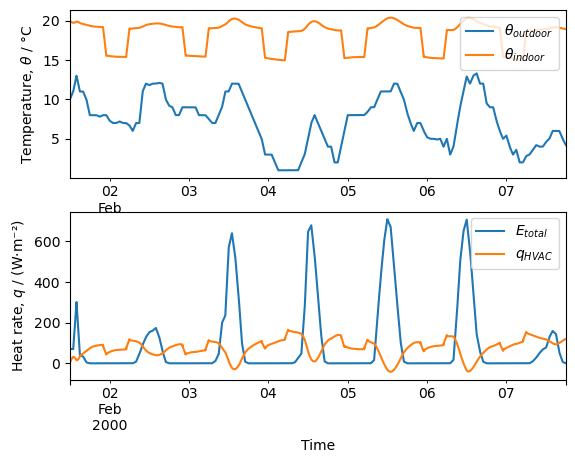 Temperature, θ / °C
20
15
10
5
θoutdoor
θindoor
02 03 04 05 06 07
Feb
Heat rate, q / (W·m⁻²)
600
400
200
0
Etotal
qHVAC
02 03 04 05 06 07
Feb
2000
Time